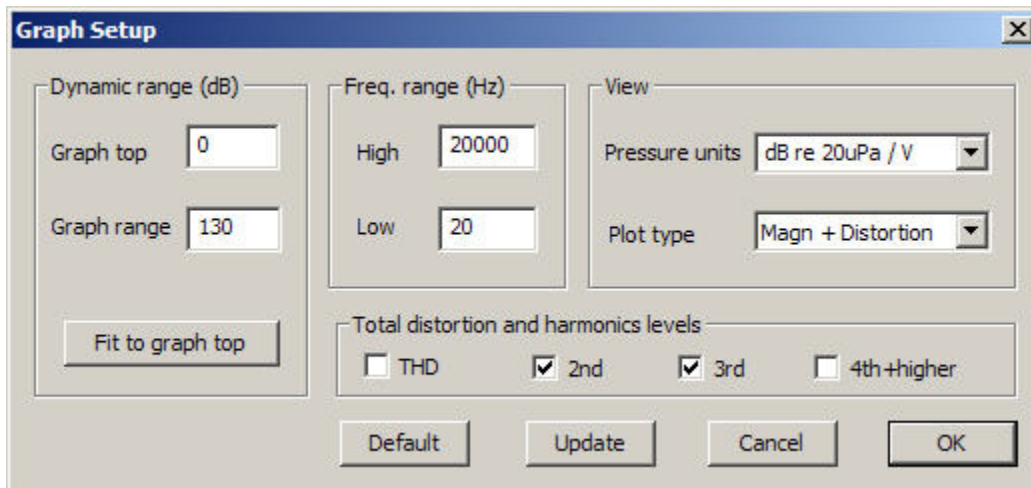 Graph Setup
Dynamic range (dB)
Graph top 0
Graph range 130
Fit to graph top
Freq. range (Hz)
High 20000
Low 20
View
Pressure units dB re 20uPa / V
Plot type Magn + Distortion
Total distortion and harmonics levels
THD 2nd 3rd 4th+higher
Default Update Cancel OK